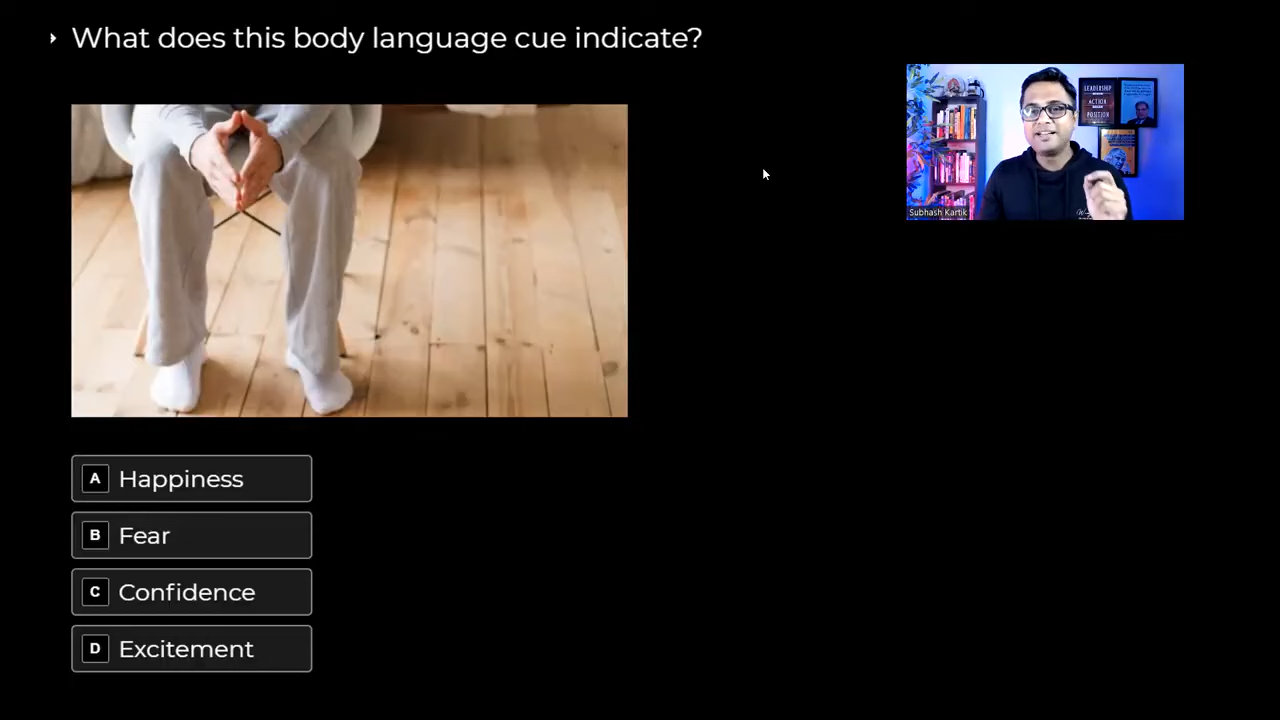 What does this body language cue indicate?
LEADERSHIP
ACTION
POSITION
Subhash Kartik
A Happiness
B Fear
C Confidence
D Excitement